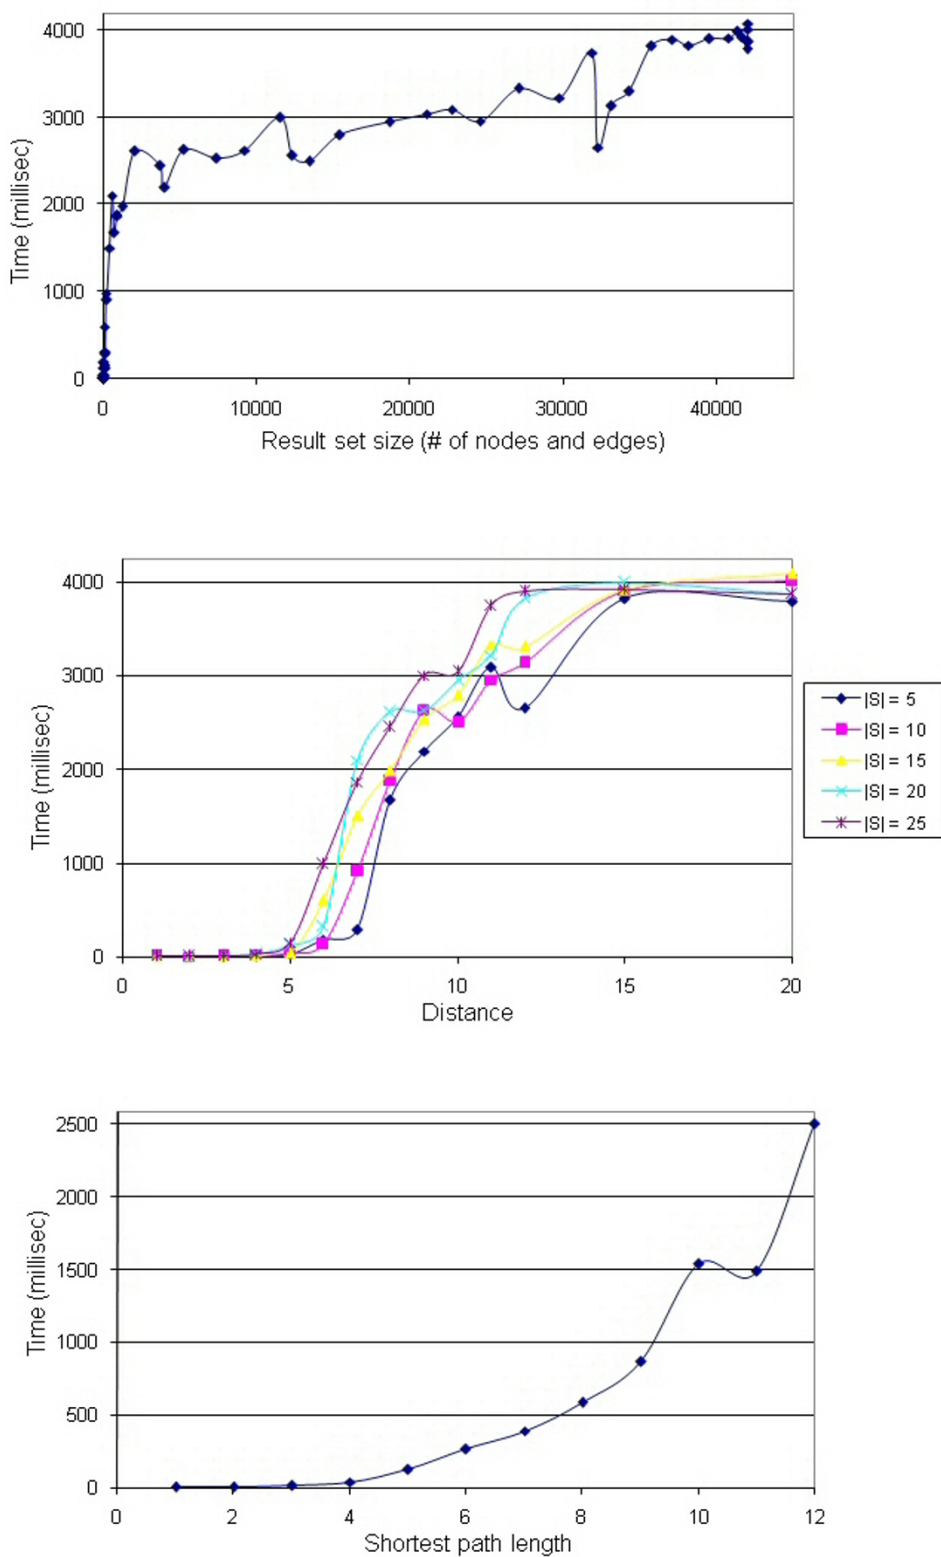 4000
3000
2000
1000
0
Time (millisec)
0 10000 20000 30000 40000
Result set size (# of nodes and edges)
4000
3000
2000
1000
0
Time (millisec)
0 5 10 15 20
Distance
|S| = 5
|S| = 10
|S| = 15
|S| = 20
|S| = 25
2500
2000
1500
1000
500
0
Time (millisec)
0 2 4 6 8 10 12
Shortest path length